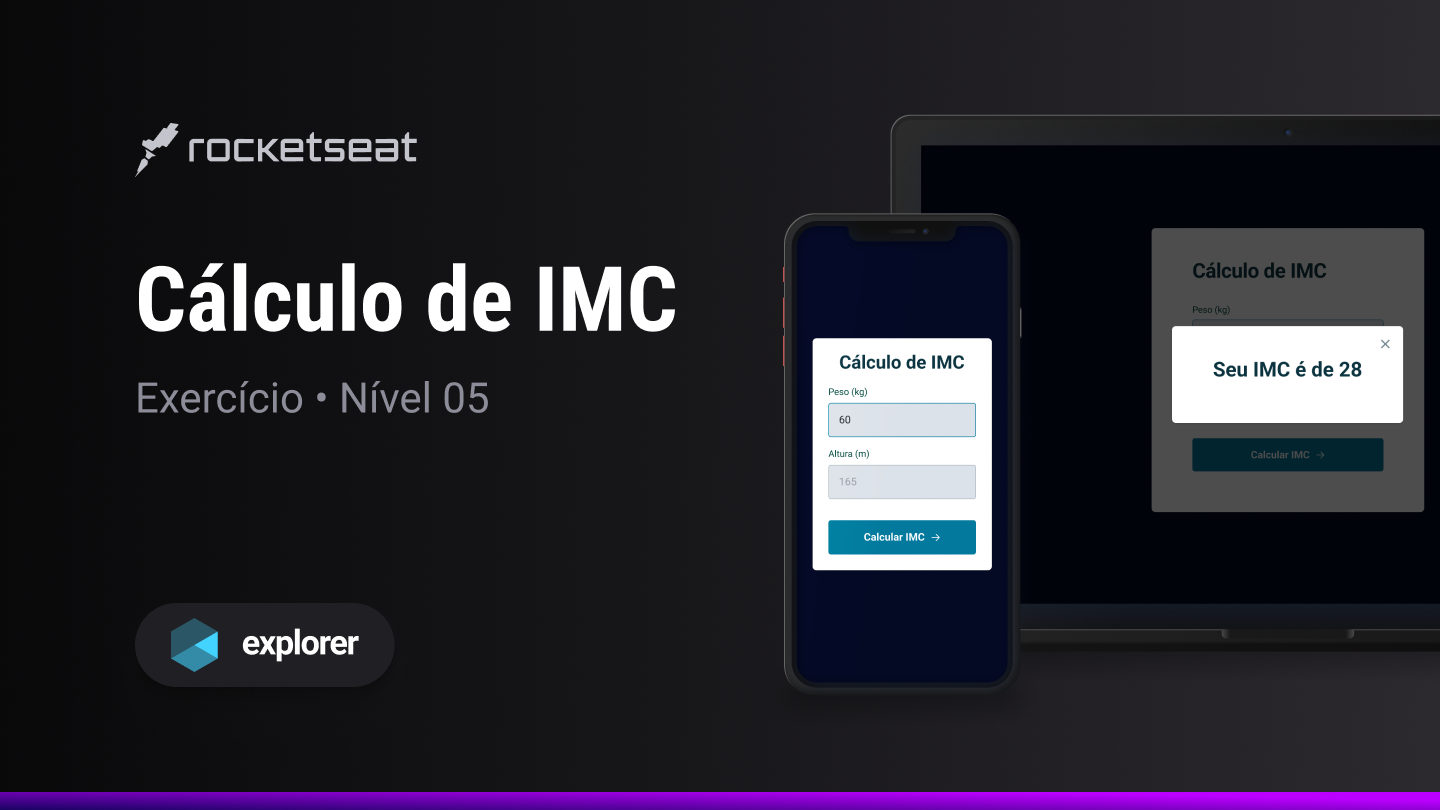 rocketseat
Cálculo de IMC
Exercício • Nível 05
explorer
Cálculo de IMC
Peso (kg)
60
Altura (m)
165
Calcular IMC →
Cálculo de IMC
Peso (kg)
×
Seu IMC é de 28
Calcular IMC →